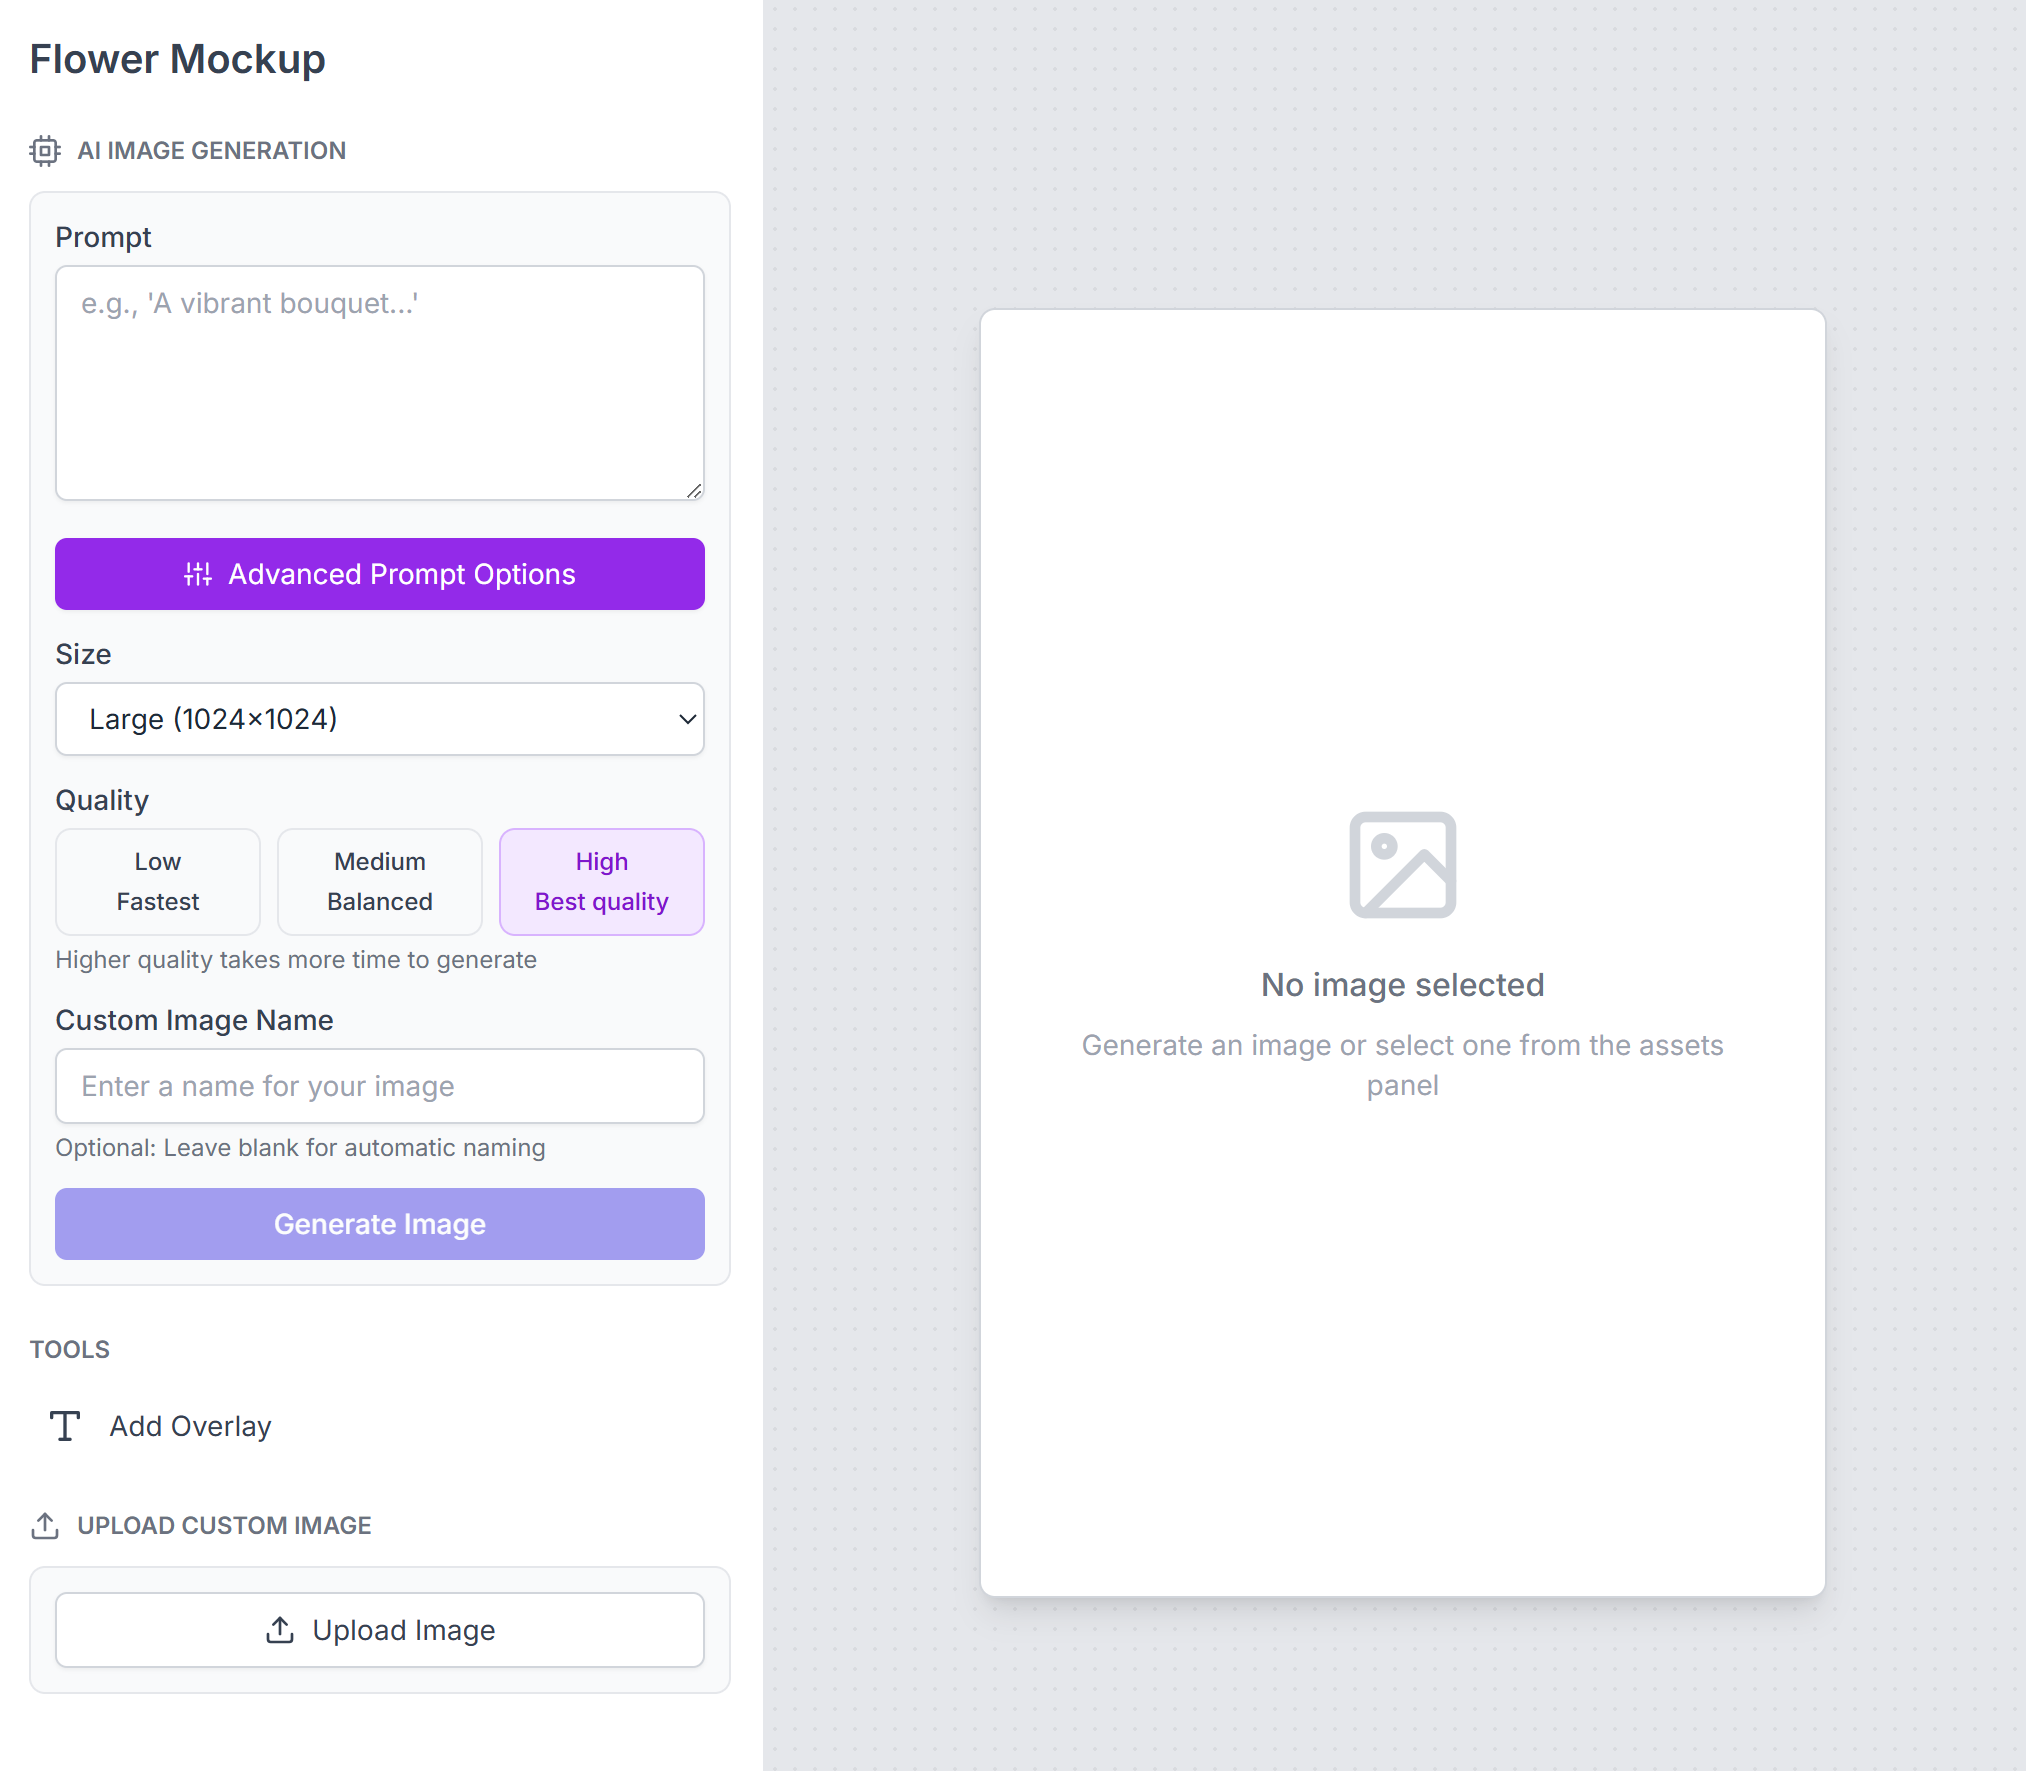 Flower Mockup
AI IMAGE GENERATION
Prompt
e.g., 'A vibrant bouquet...'
Advanced Prompt Options
Size
Large (1024×1024)
Quality
Low
Fastest
Medium
Balanced
High
Best quality
Higher quality takes more time to generate
Custom Image Name
Enter a name for your image
Optional: Leave blank for automatic naming
Generate Image
TOOLS
Add Overlay
UPLOAD CUSTOM IMAGE
Upload Image
No image selected
Generate an image or select one from the assets
panel